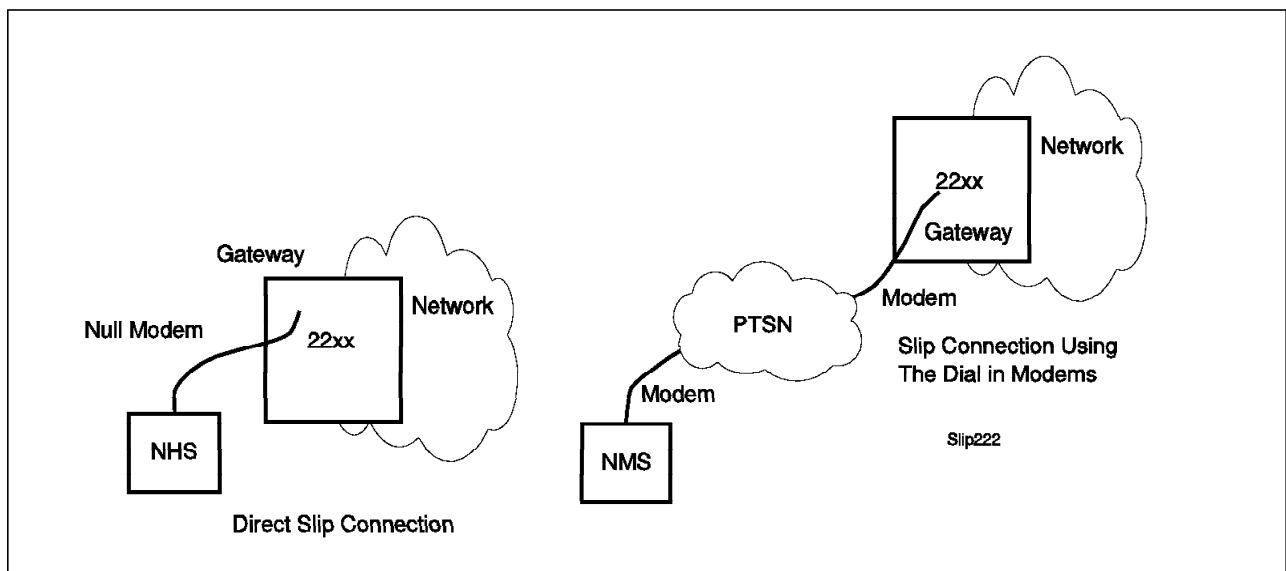 Gateway
Network
Null Modem
22xx
NHS
Direct Slip Connection
Network
22xx
Gateway
Modem
PTSN
Slip Connection Using
The Dial in Modems
Modem
NMS
Slip222